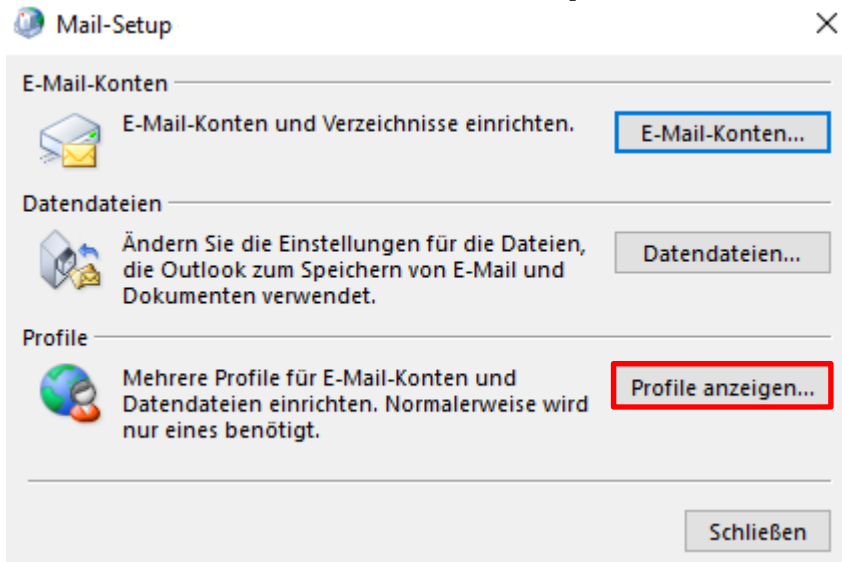 Mail-Setup
E-Mail-Konten
E-Mail-Konten und Verzeichnisse einrichten.
E-Mail-Konten...
Datendateien
Ändern Sie die Einstellungen für die Dateien,
die Outlook zum Speichern von E-Mail und
Dokumenten verwendet.
Datendateien...
Profile
Mehrere Profile für E-Mail-Konten und
Datendateien einrichten. Normalerweise wird
nur eines benötigt.
Profile anzeigen...
Schließen